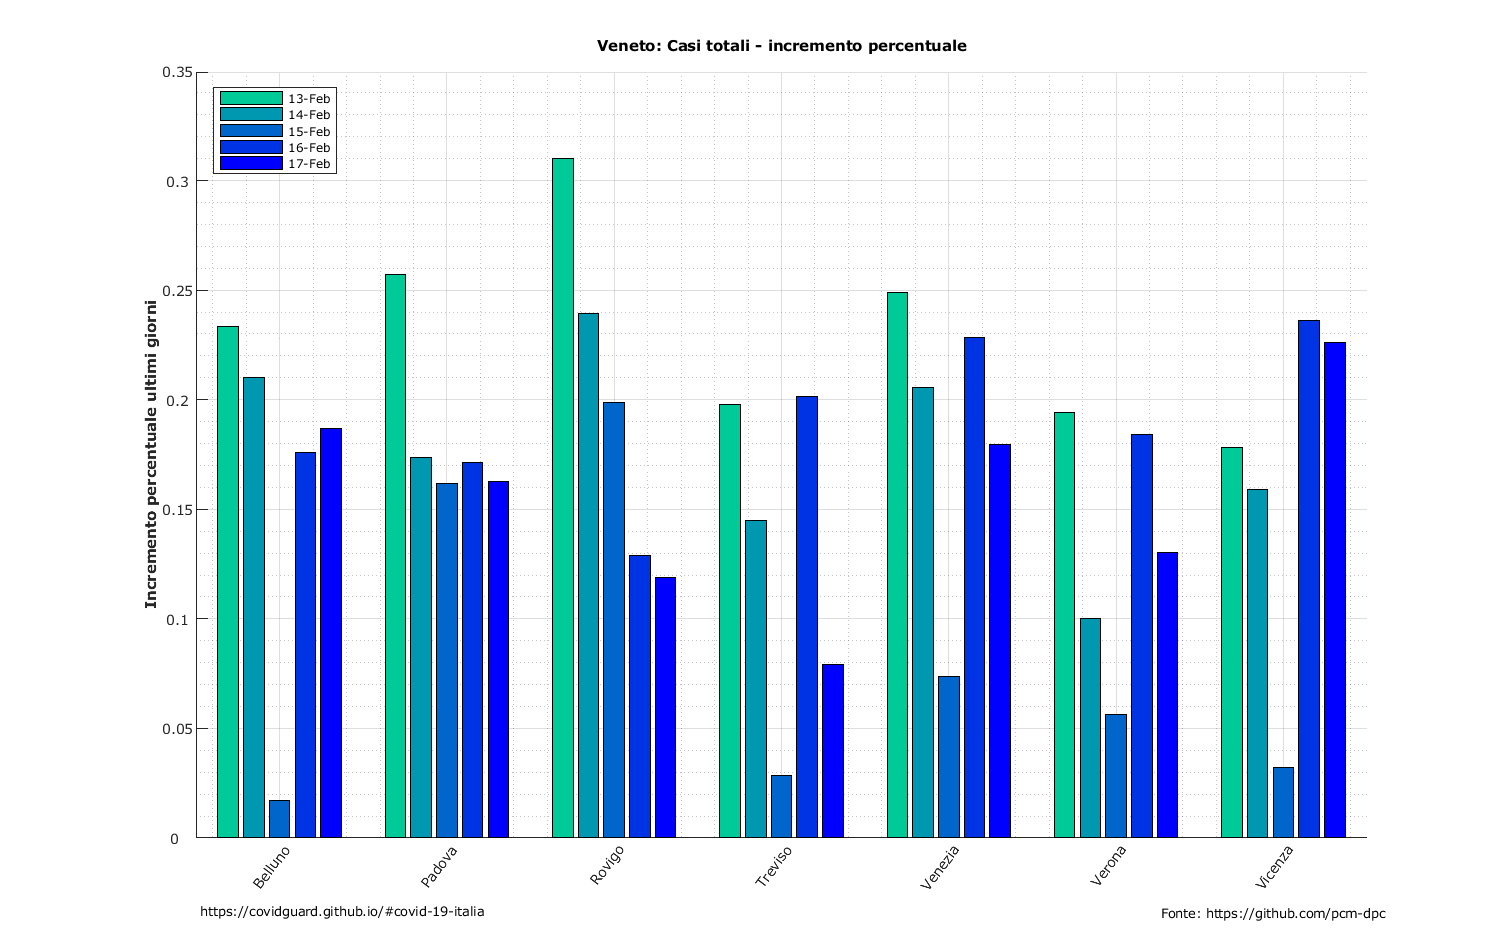 Veneto: Casi totali - incremento percentuale
Incremento percentuale ultimi giorni
0.35
0.3
0.25
0.2
0.15
0.1
0.05
0
13-Feb
14-Feb
15-Feb
16-Feb
17-Feb
Belluno
Padova
Rovigo
Treviso
Venezia
Verona
Vicenza
https://covidguard.github.io/#covid-19-italia
Fonte: https://github.com/pcm-dpc